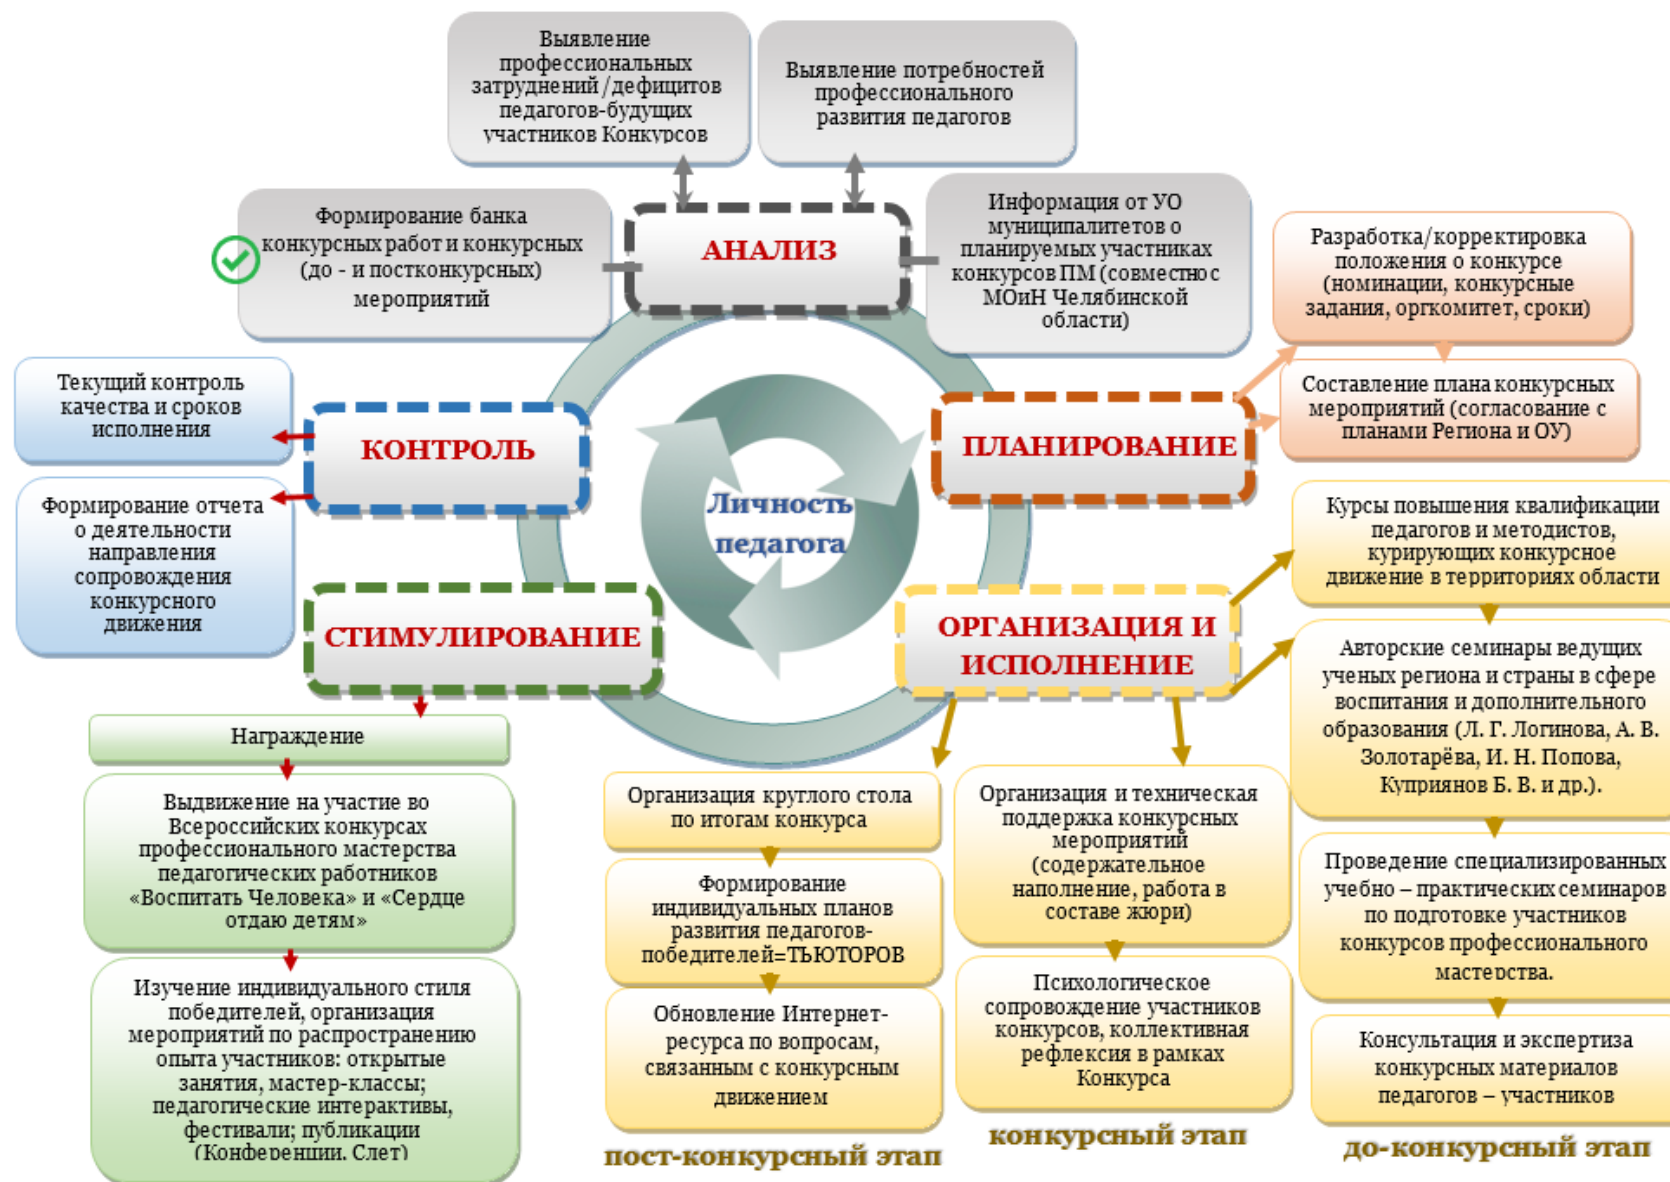 Выявление
профессиональных
затруднений/дефицитов
педагогов-будущих
участников Конкурсов
Выявление потребностей
профессионального
развития педагогов
Формирование банка
конкурсных работ и конкурсных
(до - и постконкурсных)
мероприятий
АНАЛИЗ
Информация от УО
муниципалитетов о
планируемых участниках
конкурсов ПМ (совместно с
МОиН Челябинской
области)
Разработка/корректировка
положения о конкурсе
(номинации, конкурсные
задания, оргкомитет, сроки)
Составление плана конкурсных
мероприятий (согласование с
планами Региона и ОУ)
ПЛАНИРОВАНИЕ
Текущий контроль
качества и сроков
исполнения
КОНТРОЛЬ
Формирование отчета
о деятельности
направления
сопровождения
конкурсного
движения
Личность
педагога
СТИМУЛИРОВАНИЕ
Награждение
Выдвижение на участие во
Всероссийских конкурсах
профессионального мастерства
педагогических работников
«Воспитать Человека» и «Сердце
отдаю детям»
Изучение индивидуального стиля
победителей, организация
мероприятий по распространению
опыта участников: открытые
занятия, мастер-классы;
педагогические интерактивы,
фестивали; публикации
(Конференции. Слет)
ОРГАНИЗАЦИЯ И
ИСПОЛНЕНИЕ
Организация круглого стола
по итогам конкурса
Формирование
индивидуальных планов
развития педагогов-
победителей=ТЬЮТОРОВ
Обновление Интернет-
ресурса по вопросам,
связанным с конкурсным
движением
пост-конкурсный этап
Организация и техническая
поддержка конкурсных
мероприятий
(содержательное
наполнение, работа в
составе жюри)
Психологическое
сопровождение участников
конкурсов, коллективная
рефлексия в рамках
Конкурса
конкурсный этап
Курсы повышения квалификации
педагогов и методистов,
курирующих конкурсное
движение в территориях области
Авторские семинары ведущих
ученых региона и страны в сфере
воспитания и дополнительного
образования (Л. Г. Логинова, А. В.
Золотарёва, И. Н. Попова,
Куприянов Б. В. и др.).
Проведение специализированных
учебно – практических семинаров
по подготовке участников
конкурсов профессионального
мастерства.
Консультация и экспертиза
конкурсных материалов
педагогов – участников
до-конкурсный этап